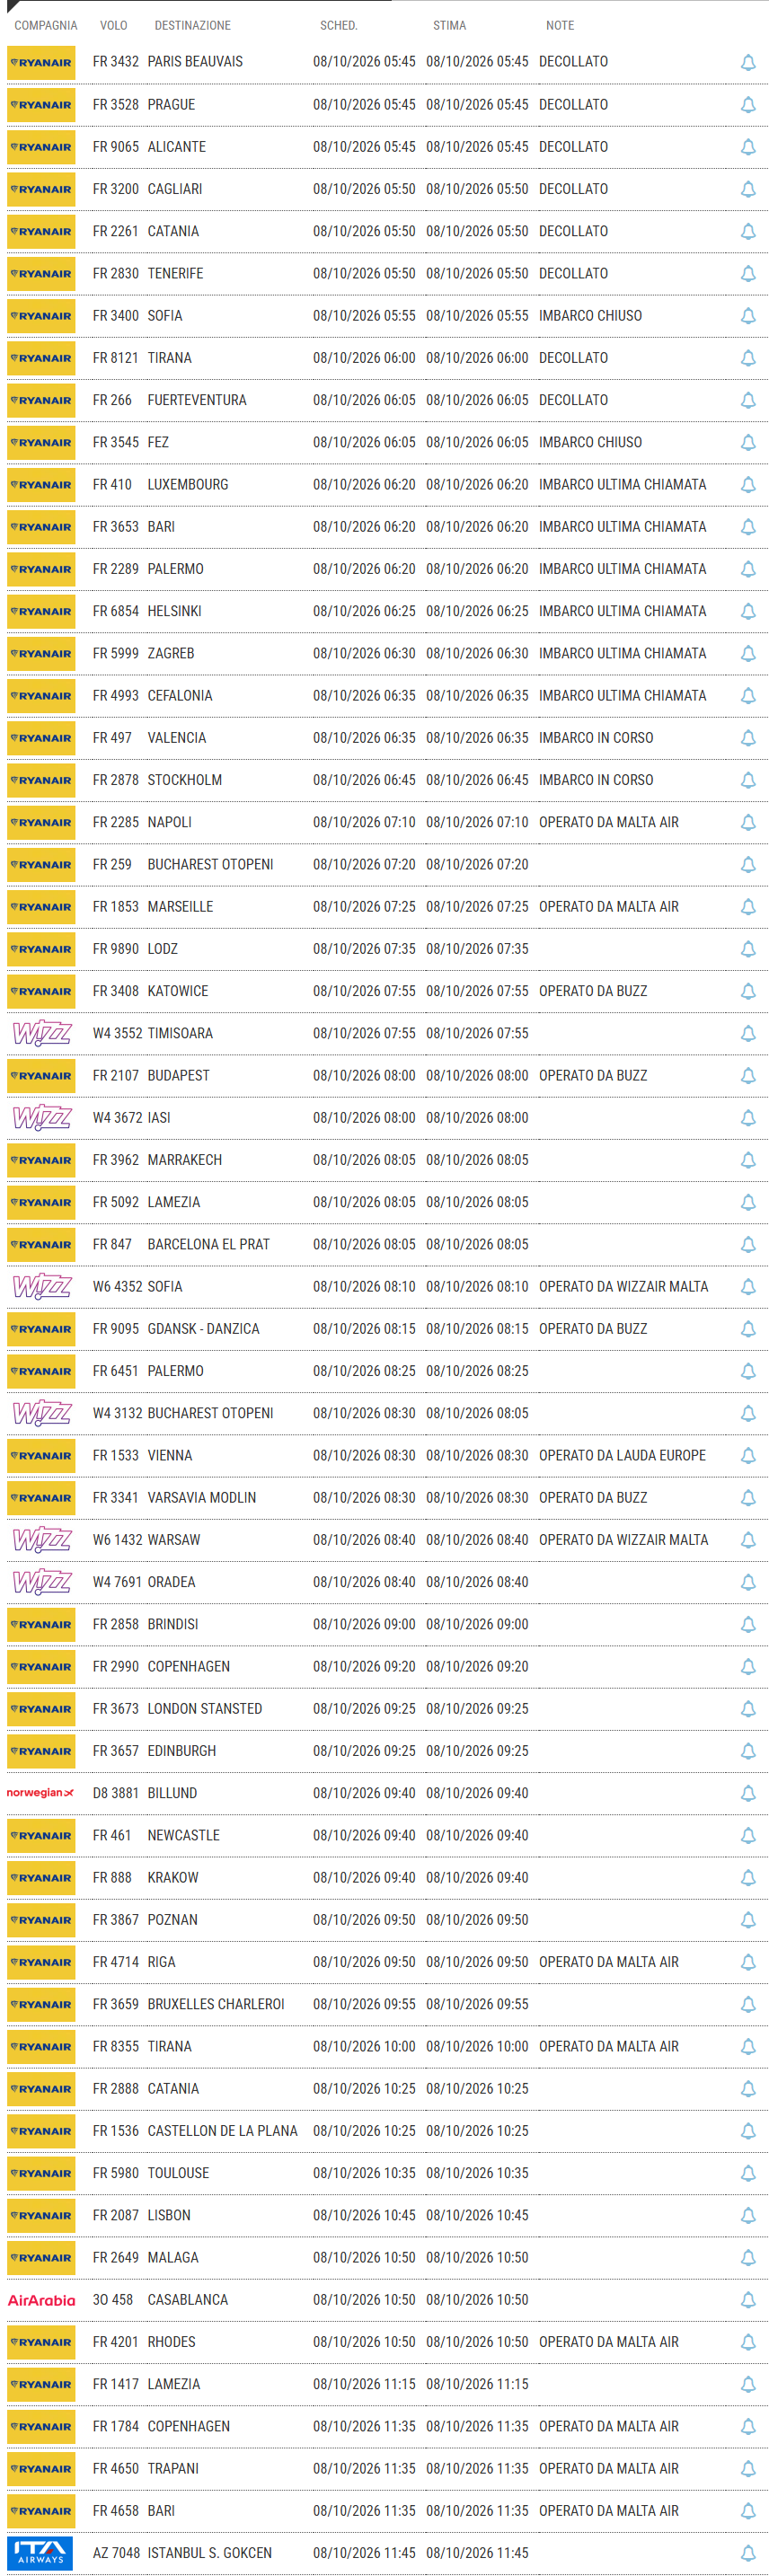 COMPAGNIA VOLO DESTINAZIONE SCHED. STIMA NOTE
RYANAIR FR 3432 PARIS BEAUVAIS 08/10/2026 05:45 08/10/2026 05:45 DECOLLATO
RYANAIR FR 3528 PRAGUE 08/10/2026 05:45 08/10/2026 05:45 DECOLLATO
RYANAIR FR 9065 ALICANTE 08/10/2026 05:45 08/10/2026 05:45 DECOLLATO
RYANAIR FR 3200 CAGLIARI 08/10/2026 05:50 08/10/2026 05:50 DECOLLATO
RYANAIR FR 2261 CATANIA 08/10/2026 05:50 08/10/2026 05:50 DECOLLATO
RYANAIR FR 2830 TENERIFE 08/10/2026 05:50 08/10/2026 05:50 DECOLLATO
RYANAIR FR 3400 SOFIA 08/10/2026 05:55 08/10/2026 05:55 IMBARCO CHIUSO
RYANAIR FR 8121 TIRANA 08/10/2026 06:00 08/10/2026 06:00 DECOLLATO
RYANAIR FR 266 FUERTEVENTURA 08/10/2026 06:05 08/10/2026 06:05 DECOLLATO
RYANAIR FR 3545 FEZ 08/10/2026 06:05 08/10/2026 06:05 IMBARCO CHIUSO
RYANAIR FR 410 LUXEMBOURG 08/10/2026 06:20 08/10/2026 06:20 IMBARCO ULTIMA CHIAMATA
RYANAIR FR 3653 BARI 08/10/2026 06:20 08/10/2026 06:20 IMBARCO ULTIMA CHIAMATA
RYANAIR FR 2289 PALERMO 08/10/2026 06:20 08/10/2026 06:20 IMBARCO ULTIMA CHIAMATA
RYANAIR FR 6854 HELSINKI 08/10/2026 06:25 08/10/2026 06:25 IMBARCO ULTIMA CHIAMATA
RYANAIR FR 5999 ZAGREB 08/10/2026 06:30 08/10/2026 06:30 IMBARCO ULTIMA CHIAMATA
RYANAIR FR 4993 CEFALONIA 08/10/2026 06:35 08/10/2026 06:35 IMBARCO ULTIMA CHIAMATA
RYANAIR FR 497 VALENCIA 08/10/2026 06:35 08/10/2026 06:35 IMBARCO IN CORSO
RYANAIR FR 2878 STOCKHOLM 08/10/2026 06:45 08/10/2026 06:45 IMBARCO IN CORSO
RYANAIR FR 2285 NAPOLI 08/10/2026 07:10 08/10/2026 07:10 OPERATO DA MALTA AIR
RYANAIR FR 259 BUCHAREST OTOPENI 08/10/2026 07:20 08/10/2026 07:20
RYANAIR FR 1853 MARSEILLE 08/10/2026 07:25 08/10/2026 07:25 OPERATO DA MALTA AIR
RYANAIR FR 9890 LODZ 08/10/2026 07:35 08/10/2026 07:35
RYANAIR FR 3408 KATOWICE 08/10/2026 07:55 08/10/2026 07:55 OPERATO DA BUZZ
WIZZ W4 3552 TIMISOARA 08/10/2026 07:55 08/10/2026 07:55
RYANAIR FR 2107 BUDAPEST 08/10/2026 08:00 08/10/2026 08:00 OPERATO DA BUZZ
WIZZ W4 3672 IASI 08/10/2026 08:00 08/10/2026 08:00
RYANAIR FR 3962 MARRAKECH 08/10/2026 08:05 08/10/2026 08:05
RYANAIR FR 5092 LAMEZIA 08/10/2026 08:05 08/10/2026 08:05
RYANAIR FR 847 BARCELONA EL PRAT 08/10/2026 08:05 08/10/2026 08:05
WIZZ W6 4352 SOFIA 08/10/2026 08:10 08/10/2026 08:10 OPERATO DA WIZZAIR MALTA
RYANAIR FR 9095 GDANSK - DANZICA 08/10/2026 08:15 08/10/2026 08:15 OPERATO DA BUZZ
RYANAIR FR 6451 PALERMO 08/10/2026 08:25 08/10/2026 08:25
WIZZ W4 3132 BUCHAREST OTOPENI 08/10/2026 08:30 08/10/2026 08:05
RYANAIR FR 1533 VIENNA 08/10/2026 08:30 08/10/2026 08:30 OPERATO DA LAUDA EUROPE
RYANAIR FR 3341 VARSAVIA MODLIN 08/10/2026 08:30 08/10/2026 08:30 OPERATO DA BUZZ
WIZZ W6 1432 WARSAW 08/10/2026 08:40 08/10/2026 08:40 OPERATO DA WIZZAIR MALTA
WIZZ W4 7691 ORADEA 08/10/2026 08:40 08/10/2026 08:40
RYANAIR FR 2858 BRINDISI 08/10/2026 09:00 08/10/2026 09:00
RYANAIR FR 2990 COPENHAGEN 08/10/2026 09:20 08/10/2026 09:20
RYANAIR FR 3673 LONDON STANSTED 08/10/2026 09:25 08/10/2026 09:25
RYANAIR FR 3657 EDINBURGH 08/10/2026 09:25 08/10/2026 09:25
norwegian D8 3881 BILLUND 08/10/2026 09:40 08/10/2026 09:40
RYANAIR FR 461 NEWCASTLE 08/10/2026 09:40 08/10/2026 09:40
RYANAIR FR 888 KRAKOW 08/10/2026 09:40 08/10/2026 09:40
RYANAIR FR 3867 POZNAN 08/10/2026 09:50 08/10/2026 09:50
RYANAIR FR 4714 RIGA 08/10/2026 09:50 08/10/2026 09:50 OPERATO DA MALTA AIR
RYANAIR FR 3659 BRUXELLES CHARLEROI 08/10/2026 09:55 08/10/2026 09:55
RYANAIR FR 8355 TIRANA 08/10/2026 10:00 08/10/2026 10:00 OPERATO DA MALTA AIR
RYANAIR FR 2888 CATANIA 08/10/2026 10:25 08/10/2026 10:25
RYANAIR FR 1536 CASTELLON DE LA PLANA 08/10/2026 10:25 08/10/2026 10:25
RYANAIR FR 5980 TOULOUSE 08/10/2026 10:35 08/10/2026 10:35
RYANAIR FR 2087 LISBON 08/10/2026 10:45 08/10/2026 10:45
RYANAIR FR 2649 MALAGA 08/10/2026 10:50 08/10/2026 10:50
AirArabia 3O 458 CASABLANCA 08/10/2026 10:50 08/10/2026 10:50
RYANAIR FR 4201 RHODES 08/10/2026 10:50 08/10/2026 10:50 OPERATO DA MALTA AIR
RYANAIR FR 1417 LAMEZIA 08/10/2026 11:15 08/10/2026 11:15
RYANAIR FR 1784 COPENHAGEN 08/10/2026 11:35 08/10/2026 11:35 OPERATO DA MALTA AIR
RYANAIR FR 4650 TRAPANI 08/10/2026 11:35 08/10/2026 11:35 OPERATO DA MALTA AIR
RYANAIR FR 4658 BARI 08/10/2026 11:35 08/10/2026 11:35 OPERATO DA MALTA AIR
ITA AIRWAYS AZ 7048 ISTANBUL S. GOKCEN 08/10/2026 11:45 08/10/2026 11:45